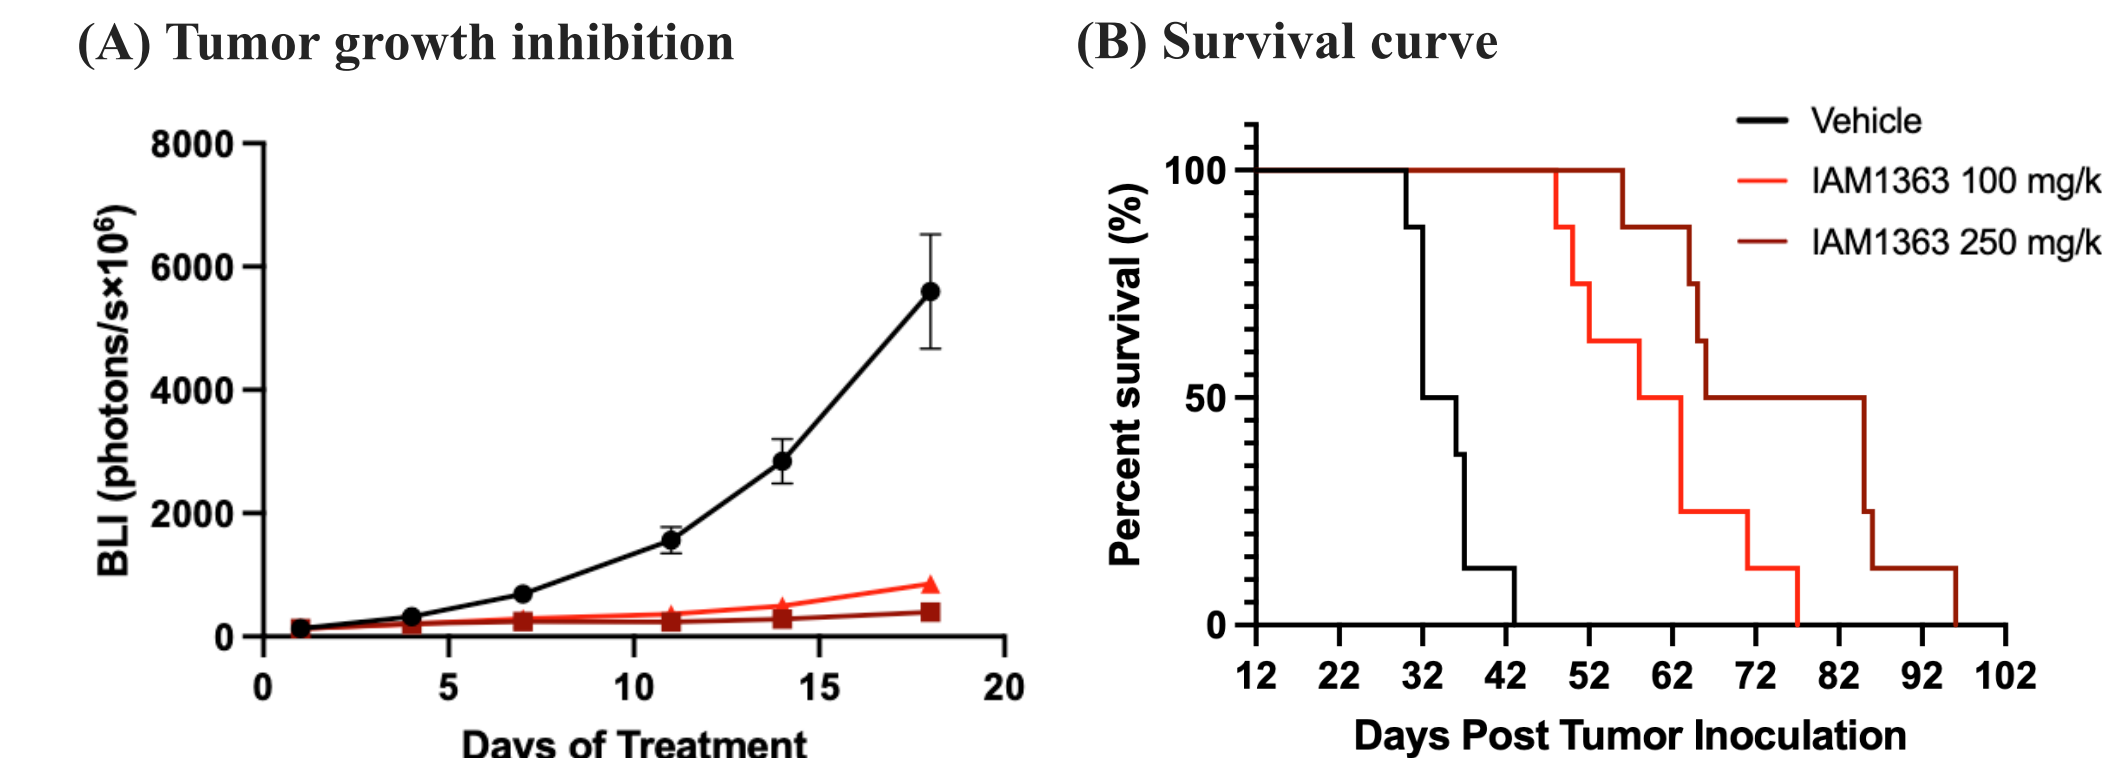 (A) Tumor growth inhibition
(B) Survival curve
8000
6000
4000
2000
0
BLI (photons/s×10⁶)
0 5 10 15 20
Days of Treatment
Vehicle
IAM1363 100 mg/k
IAM1363 250 mg/k
100
50
0
Percent survival (%)
12 22 32 42 52 62 72 82 92 102
Days Post Tumor Inoculation